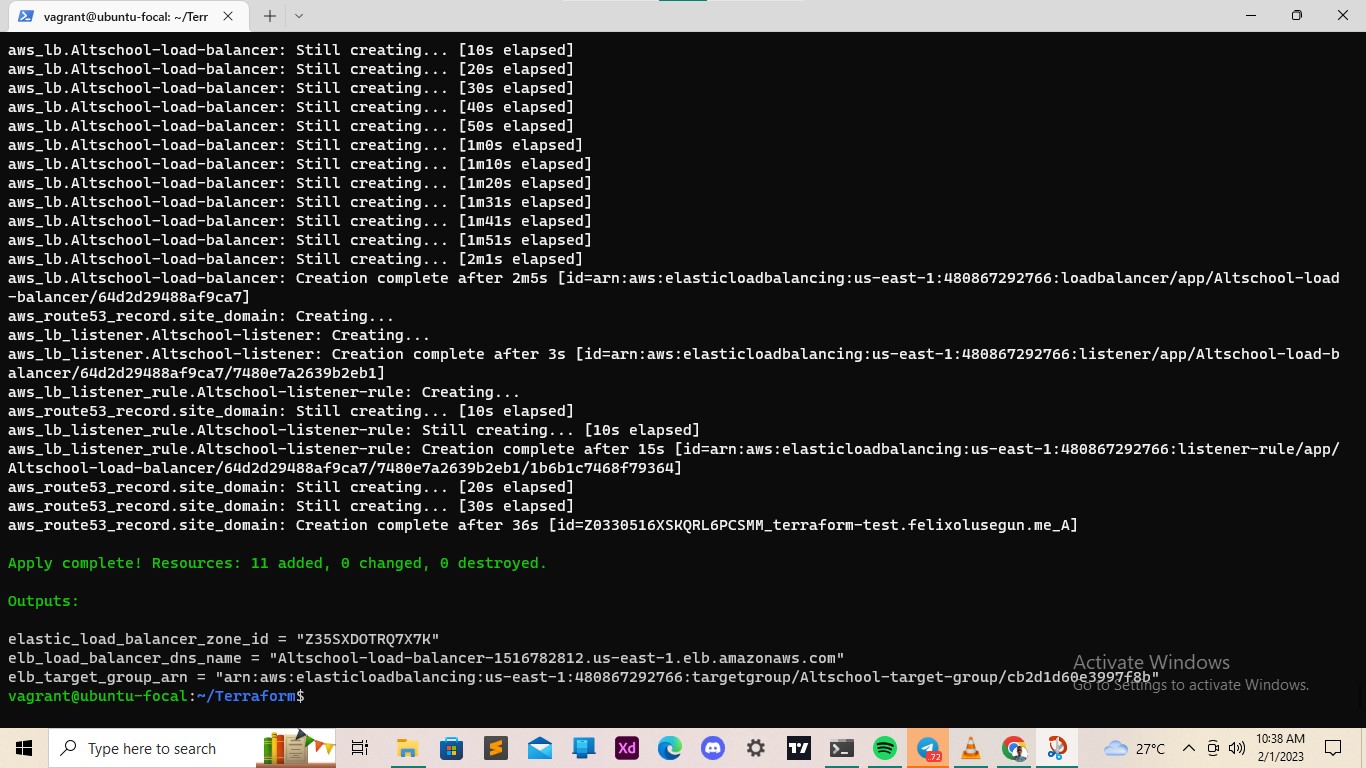 vagrant@ubuntu-focal: ~/Terr
aws_lb.Altschool-load-balancer: Still creating... [10s elapsed]
aws_lb.Altschool-load-balancer: Still creating... [20s elapsed]
aws_lb.Altschool-load-balancer: Still creating... [30s elapsed]
aws_lb.Altschool-load-balancer: Still creating... [40s elapsed]
aws_lb.Altschool-load-balancer: Still creating... [50s elapsed]
aws_lb.Altschool-load-balancer: Still creating... [1m0s elapsed]
aws_lb.Altschool-load-balancer: Still creating... [1m10s elapsed]
aws_lb.Altschool-load-balancer: Still creating... [1m20s elapsed]
aws_lb.Altschool-load-balancer: Still creating... [1m31s elapsed]
aws_lb.Altschool-load-balancer: Still creating... [1m41s elapsed]
aws_lb.Altschool-load-balancer: Still creating... [1m51s elapsed]
aws_lb.Altschool-load-balancer: Still creating... [2m1s elapsed]
aws_lb.Altschool-load-balancer: Creation complete after 2m5s [id=arn:aws:elasticloadbalancing:us-east-1:480867292766:loadbalancer/app/Altschool-load
-balancer/64d2d29488af9ca7]
aws_route53_record.site_domain: Creating...
aws_lb_listener.Altschool-listener: Creating...
aws_lb_listener.Altschool-listener: Creation complete after 3s [id=arn:aws:elasticloadbalancing:us-east-1:480867292766:listener/app/Altschool-load-b
alancer/64d2d29488af9ca7/7480e7a2639b2eb1]
aws_lb_listener_rule.Altschool-listener-rule: Creating...
aws_route53_record.site_domain: Still creating... [10s elapsed]
aws_lb_listener_rule.Altschool-listener-rule: Still creating... [10s elapsed]
aws_lb_listener_rule.Altschool-listener-rule: Creation complete after 15s [id=arn:aws:elasticloadbalancing:us-east-1:480867292766:listener-rule/app/
Altschool-load-balancer/64d2d29488af9ca7/7480e7a2639b2eb1/1b6b1c7468f79364]
aws_route53_record.site_domain: Still creating... [20s elapsed]
aws_route53_record.site_domain: Still creating... [30s elapsed]
aws_route53_record.site_domain: Creation complete after 36s [id=Z0330516XSKQRL6PCSMM_terraform-test.felixolusegun.me_A]
Apply complete! Resources: 11 added, 0 changed, 0 destroyed.
Outputs:
elastic_load_balancer_zone_id = "Z35SXDOTRQ7X7K"
elb_load_balancer_dns_name = "Altschool-load-balancer-1516782812.us-east-1.elb.amazonaws.com"
elb_target_group_arn = "arn:aws:elasticloadbalancing:us-east-1:480867292766:targetgroup/Altschool-target-group/cb2d1d60e3997f8b"
vagrant@ubuntu-focal:~/Terraform$
Activate Windows
Go to Settings to activate Windows.
Type here to search
Xd
72
27°C
10:38 AM
2/1/2023